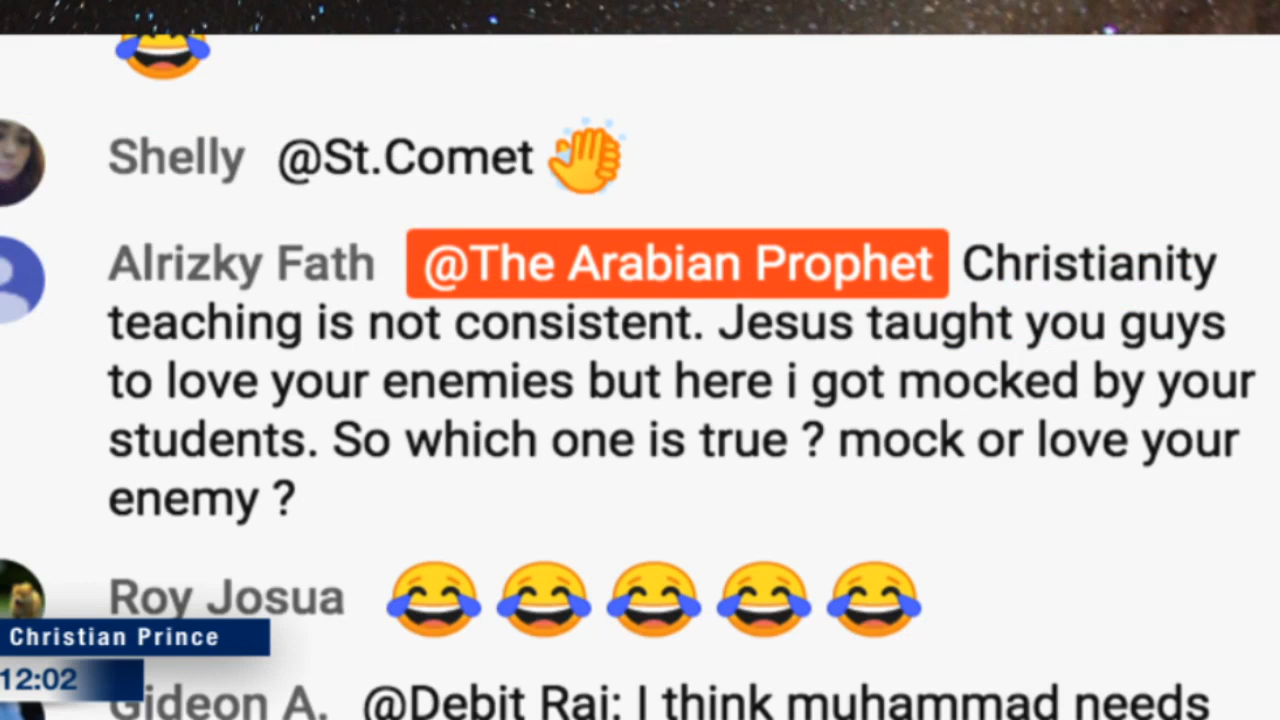 Shelly @St.Comet
Alrizky Fath @The Arabian Prophet Christianity
teaching is not consistent. Jesus taught you guys
to love your enemies but here i got mocked by your
students. So which one is true ? mock or love your
enemy ?
Roy Josua
Christian Prince
12:02
Gideon A. @Debit Rai: I think muhammad needs